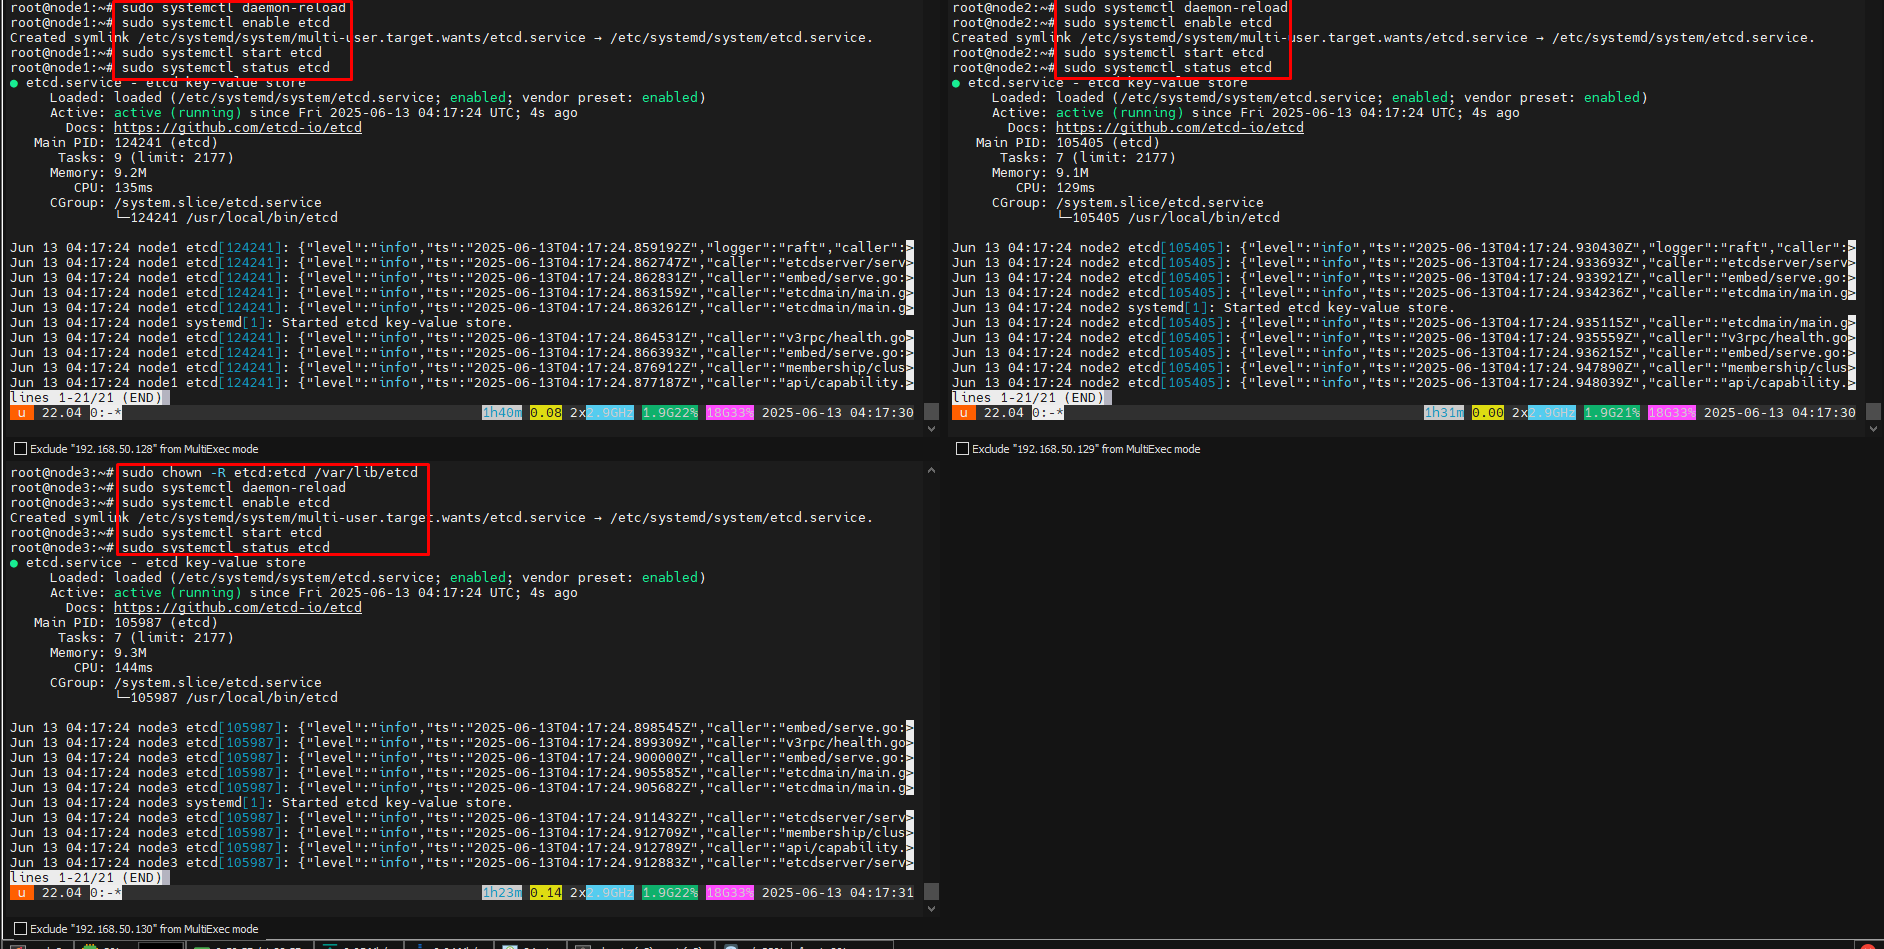 root@node1:~# sudo systemctl daemon-reload
root@node1:~# sudo systemctl enable etcd
Created symlink /etc/systemd/system/multi-user.target.wants/etcd.service → /etc/systemd/system/etcd.service.
root@node1:~# sudo systemctl start etcd
root@node1:~# sudo systemctl status etcd
● etcd.service - etcd key-value store
Loaded: loaded (/etc/systemd/system/etcd.service; enabled; vendor preset: enabled)
Active: active (running) since Fri 2025-06-13 04:17:24 UTC; 4s ago
Docs: https://github.com/etcd-io/etcd
Main PID: 124241 (etcd)
Tasks: 9 (limit: 2177)
Memory: 9.2M
CPU: 135ms
CGroup: /system.slice/etcd.service
└─124241 /usr/local/bin/etcd
Jun 13 04:17:24 node1 etcd[124241]: {"level":"info","ts":"2025-06-13T04:17:24.859192Z","logger":"raft","caller":>
Jun 13 04:17:24 node1 etcd[124241]: {"level":"info","ts":"2025-06-13T04:17:24.862747Z","caller":"etcdserver/serv>
Jun 13 04:17:24 node1 etcd[124241]: {"level":"info","ts":"2025-06-13T04:17:24.862831Z","caller":"embed/serve.go:>
Jun 13 04:17:24 node1 etcd[124241]: {"level":"info","ts":"2025-06-13T04:17:24.863159Z","caller":"etcdmain/main.g>
Jun 13 04:17:24 node1 etcd[124241]: {"level":"info","ts":"2025-06-13T04:17:24.863261Z","caller":"etcdmain/main.g>
Jun 13 04:17:24 node1 systemd[1]: Started etcd key-value store.
Jun 13 04:17:24 node1 etcd[124241]: {"level":"info","ts":"2025-06-13T04:17:24.864531Z","caller":"v3rpc/health.go>
Jun 13 04:17:24 node1 etcd[124241]: {"level":"info","ts":"2025-06-13T04:17:24.866393Z","caller":"embed/serve.go:>
Jun 13 04:17:24 node1 etcd[124241]: {"level":"info","ts":"2025-06-13T04:17:24.876912Z","caller":"membership/clus>
Jun 13 04:17:24 node1 etcd[124241]: {"level":"info","ts":"2025-06-13T04:17:24.877187Z","caller":"api/capability.>
lines 1-21/21 (END)
u 22.04 0:-* 1h40m 0.08 2x2.9GHz 1.9G22% 18G33% 2025-06-13 04:17:30
Exclude "192.168.50.128" from MultiExec mode
root@node2:~# sudo systemctl daemon-reload
root@node2:~# sudo systemctl enable etcd
Created symlink /etc/systemd/system/multi-user.target.wants/etcd.service → /etc/systemd/system/etcd.service.
root@node2:~# sudo systemctl start etcd
root@node2:~# sudo systemctl status etcd
● etcd.service - etcd key-value store
Loaded: loaded (/etc/systemd/system/etcd.service; enabled; vendor preset: enabled)
Active: active (running) since Fri 2025-06-13 04:17:24 UTC; 4s ago
Docs: https://github.com/etcd-io/etcd
Main PID: 105405 (etcd)
Tasks: 7 (limit: 2177)
Memory: 9.1M
CPU: 129ms
CGroup: /system.slice/etcd.service
└─105405 /usr/local/bin/etcd
Jun 13 04:17:24 node2 etcd[105405]: {"level":"info","ts":"2025-06-13T04:17:24.930430Z","logger":"raft","caller":>
Jun 13 04:17:24 node2 etcd[105405]: {"level":"info","ts":"2025-06-13T04:17:24.933693Z","caller":"etcdserver/serv>
Jun 13 04:17:24 node2 etcd[105405]: {"level":"info","ts":"2025-06-13T04:17:24.933921Z","caller":"embed/serve.go:>
Jun 13 04:17:24 node2 etcd[105405]: {"level":"info","ts":"2025-06-13T04:17:24.934236Z","caller":"etcdmain/main.g>
Jun 13 04:17:24 node2 systemd[1]: Started etcd key-value store.
Jun 13 04:17:24 node2 etcd[105405]: {"level":"info","ts":"2025-06-13T04:17:24.935115Z","caller":"etcdmain/main.g>
Jun 13 04:17:24 node2 etcd[105405]: {"level":"info","ts":"2025-06-13T04:17:24.935559Z","caller":"v3rpc/health.go>
Jun 13 04:17:24 node2 etcd[105405]: {"level":"info","ts":"2025-06-13T04:17:24.936215Z","caller":"embed/serve.go:>
Jun 13 04:17:24 node2 etcd[105405]: {"level":"info","ts":"2025-06-13T04:17:24.947890Z","caller":"membership/clus>
Jun 13 04:17:24 node2 etcd[105405]: {"level":"info","ts":"2025-06-13T04:17:24.948039Z","caller":"api/capability.>
lines 1-21/21 (END)
u 22.04 0:-* 1h31m 0.00 2x2.9GHz 1.9G21% 18G33% 2025-06-13 04:17:30
Exclude "192.168.50.129" from MultiExec mode
root@node3:~# sudo chown -R etcd:etcd /var/lib/etcd
root@node3:~# sudo systemctl daemon-reload
root@node3:~# sudo systemctl enable etcd
Created symlink /etc/systemd/system/multi-user.target.wants/etcd.service → /etc/systemd/system/etcd.service.
root@node3:~# sudo systemctl start etcd
root@node3:~# sudo systemctl status etcd
● etcd.service - etcd key-value store
Loaded: loaded (/etc/systemd/system/etcd.service; enabled; vendor preset: enabled)
Active: active (running) since Fri 2025-06-13 04:17:24 UTC; 4s ago
Docs: https://github.com/etcd-io/etcd
Main PID: 105987 (etcd)
Tasks: 7 (limit: 2177)
Memory: 9.3M
CPU: 144ms
CGroup: /system.slice/etcd.service
└─105987 /usr/local/bin/etcd
Jun 13 04:17:24 node3 etcd[105987]: {"level":"info","ts":"2025-06-13T04:17:24.898545Z","caller":"embed/serve.go:>
Jun 13 04:17:24 node3 etcd[105987]: {"level":"info","ts":"2025-06-13T04:17:24.899309Z","caller":"v3rpc/health.go>
Jun 13 04:17:24 node3 etcd[105987]: {"level":"info","ts":"2025-06-13T04:17:24.900000Z","caller":"embed/serve.go:>
Jun 13 04:17:24 node3 etcd[105987]: {"level":"info","ts":"2025-06-13T04:17:24.905585Z","caller":"etcdmain/main.g>
Jun 13 04:17:24 node3 etcd[105987]: {"level":"info","ts":"2025-06-13T04:17:24.905682Z","caller":"etcdmain/main.g>
Jun 13 04:17:24 node3 systemd[1]: Started etcd key-value store.
Jun 13 04:17:24 node3 etcd[105987]: {"level":"info","ts":"2025-06-13T04:17:24.911432Z","caller":"etcdserver/serv>
Jun 13 04:17:24 node3 etcd[105987]: {"level":"info","ts":"2025-06-13T04:17:24.912709Z","caller":"membership/clus>
Jun 13 04:17:24 node3 etcd[105987]: {"level":"info","ts":"2025-06-13T04:17:24.912789Z","caller":"api/capability.>
Jun 13 04:17:24 node3 etcd[105987]: {"level":"info","ts":"2025-06-13T04:17:24.912883Z","caller":"etcdserver/serv>
lines 1-21/21 (END)
u 22.04 0:-* 1h23m 0.14 2x2.9GHz 1.9G22% 18G33% 2025-06-13 04:17:31
Exclude "192.168.50.130" from MultiExec mode